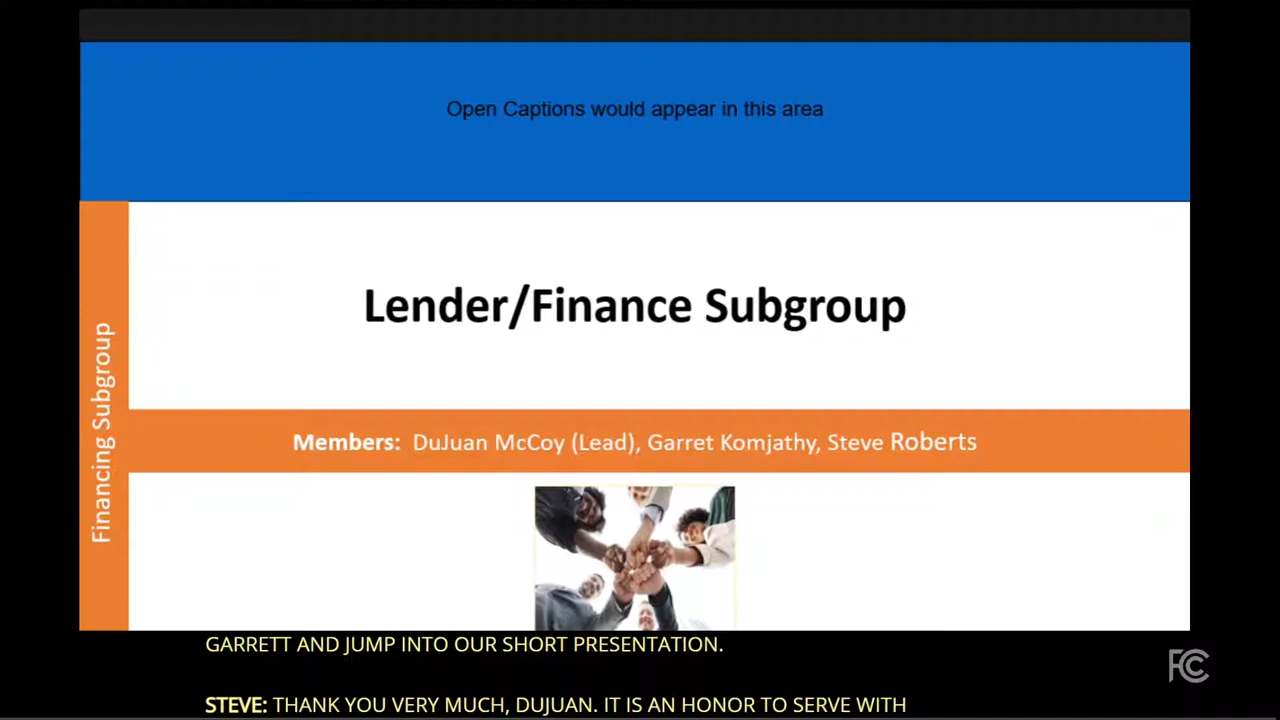 Open Captions would appear in this area
Lender/Finance Subgroup
Financing Subgroup
Members: DuJuan McCoy (Lead), Garret Komjathy, Steve Roberts
GARRETT AND JUMP INTO OUR SHORT PRESENTATION.
STEVE: THANK YOU VERY MUCH, DUJUAN. IT IS AN HONOR TO SERVE WITH
FCC